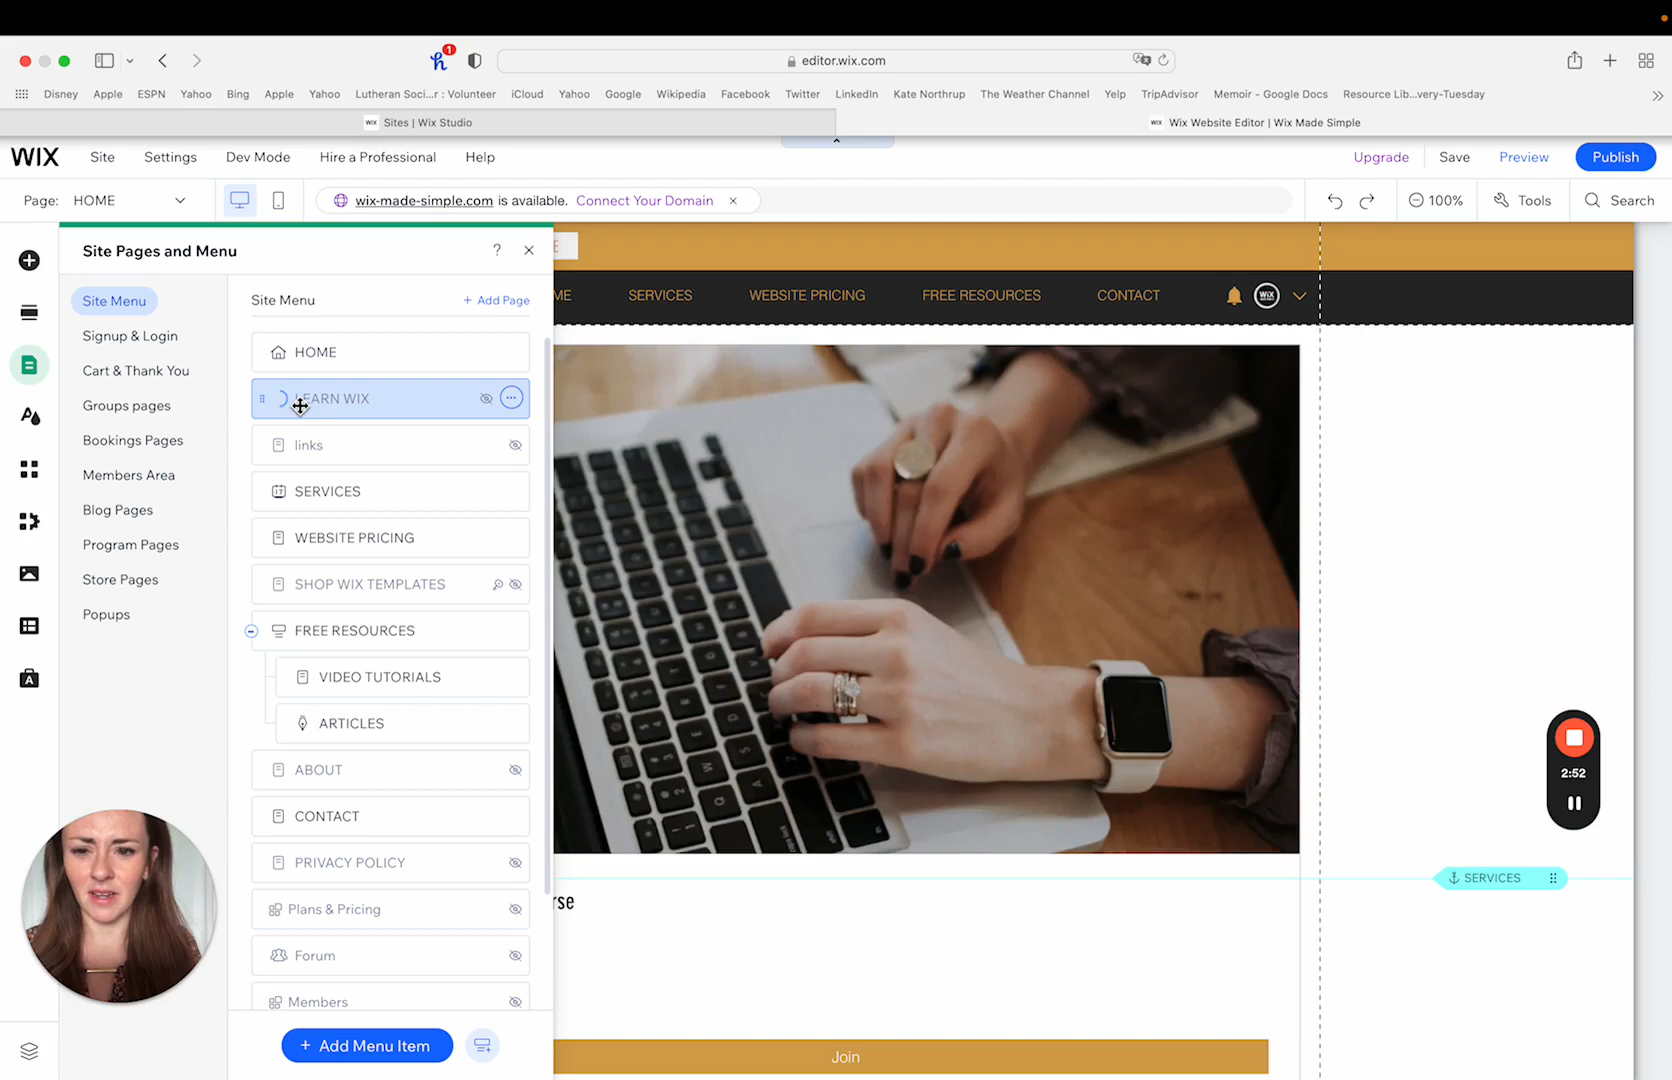 1
editor.wix.com
Disney Apple ESPN Yahoo Bing Apple Yahoo Lutheran Soci...r : Volunteer iCloud Yahoo Google Wikipedia Facebook Twitter LinkedIn Kate Northrup The Weather Channel Yelp TripAdvisor Memoir - Google Docs Resource Lib...very-Tuesday
WIX Sites | Wix Studio
WIX Wix Website Editor | Wix Made Simple
WIX Site Settings Dev Mode Hire a Professional Help Upgrade Save Preview Publish
Page: HOME wix-made-simple.com is available. Connect Your Domain 100% Tools Search
Site Pages and Menu ?
E
ME SERVICES WEBSITE PRICING FREE RESOURCES CONTACT WIX
Site Menu
Signup & Login
Cart & Thank You
Groups pages
Bookings Pages
Members Area
Blog Pages
Program Pages
Store Pages
Popups
Site Menu + Add Page
HOME
LEARN WIX
links
17 SERVICES
WEBSITE PRICING
SHOP WIX TEMPLATES
FREE RESOURCES
VIDEO TUTORIALS
ARTICLES
ABOUT
CONTACT
PRIVACY POLICY
Plans & Pricing
Forum
Members
+ Add Menu Item
A
2:52
SERVICES
rse
Join